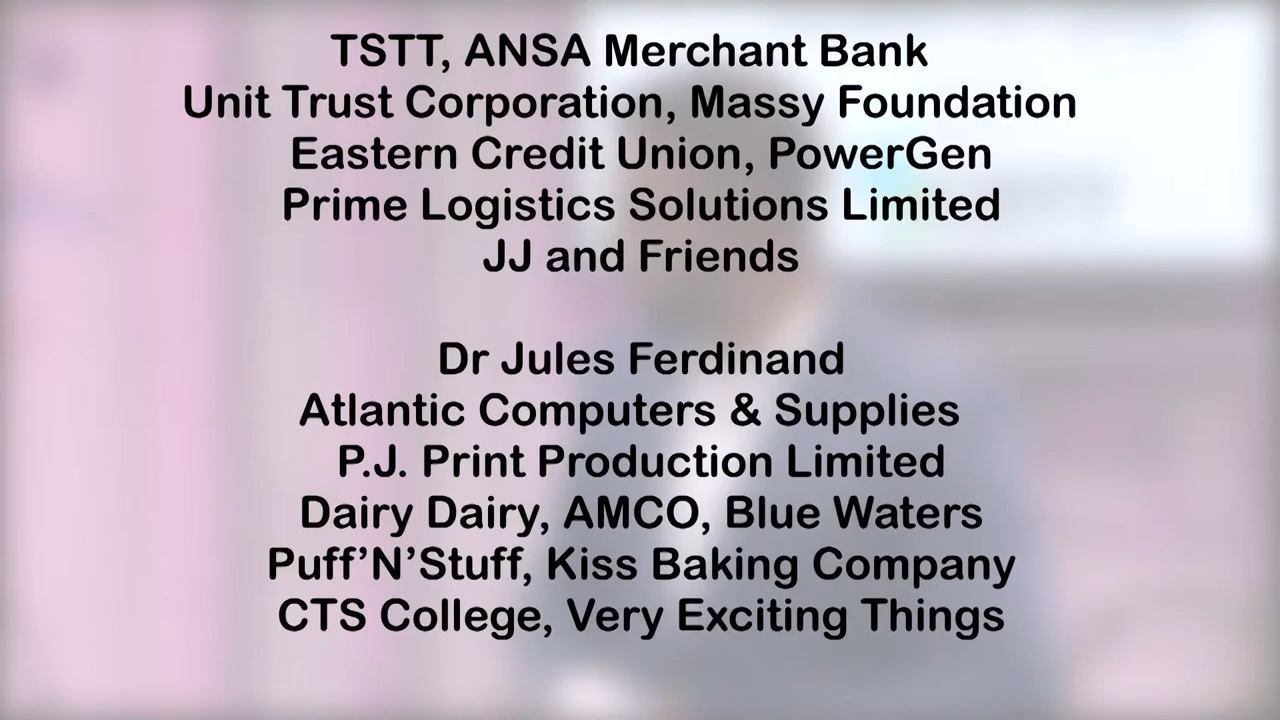 TSTT, ANSA Merchant Bank
Unit Trust Corporation, Massy Foundation
Eastern Credit Union, PowerGen
Prime Logistics Solutions Limited
JJ and Friends
Dr Jules Ferdinand
Atlantic Computers & Supplies
P.J. Print Production Limited
Dairy Dairy, AMCO, Blue Waters
Puff’N’Stuff, Kiss Baking Company
CTS College, Very Exciting Things